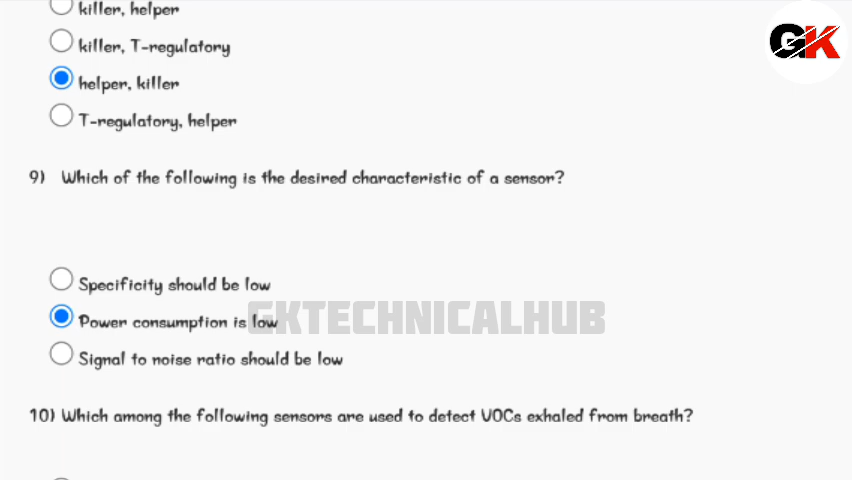 killer, helper
GK
killer, T-regulatory
helper, killer
T-regulatory, helper
9) Which of the following is the desired characteristic of a sensor?
Specificity should be low
GKTECHNICALHUB
Power consumption is low
Signal to noise ratio should be low
10) Which among the following sensors are used to detect VOCs exhaled from breath?